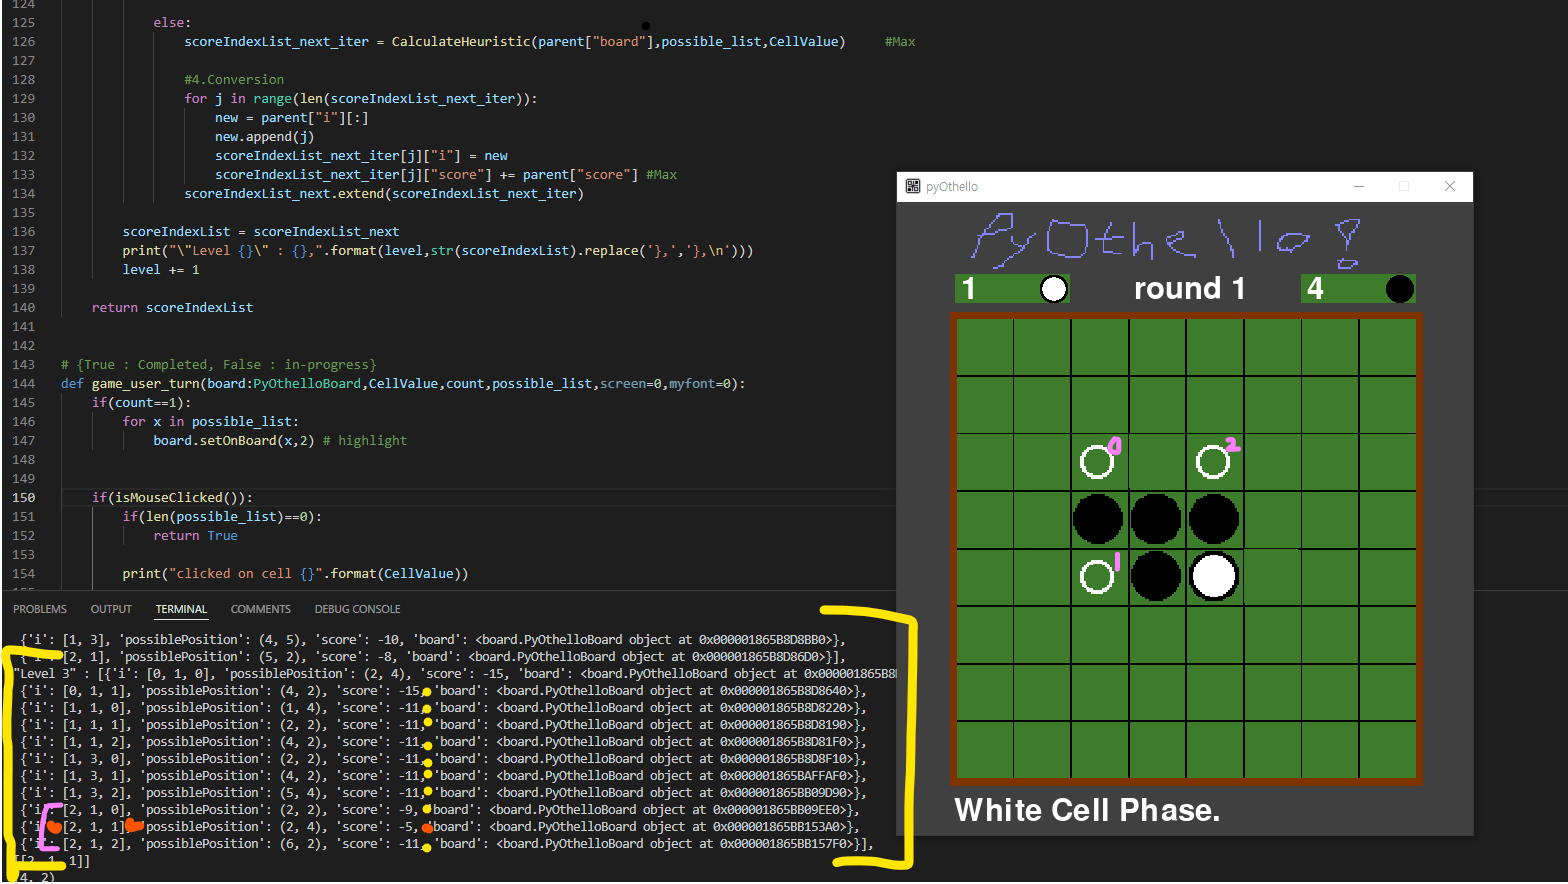 124
125 else:
126 scoreIndexList_next_iter = CalculateHeuristic(parent["board"],possible_list,CellValue) #Max
127
128 #4.Conversion
129 for j in range(len(scoreIndexList_next_iter)):
130 new = parent["i"][:]
131 new.append(j)
132 scoreIndexList_next_iter[j]["i"] = new
133 scoreIndexList_next_iter[j]["score"] += parent["score"] #Max
134 scoreIndexList_next.extend(scoreIndexList_next_iter)
135
136 scoreIndexList = scoreIndexList_next
137 print("\"Level {}\" : {},".format(level,str(scoreIndexList).replace('},','},\n')))
138 level += 1
139
140 return scoreIndexList
141
142
143 # {True : Completed, False : in-progress}
144 def game_user_turn(board:PyOthelloBoard,CellValue,count,possible_list,screen=0,myfont=0):
145 if(count==1):
146 for x in possible_list:
147 board.setOnBoard(x,2) # highlight
148
149
150 if(isMouseClicked()):
151 if(len(possible_list)==0):
152 return True
153
154 print("clicked on cell {}".format(CellValue))
PROBLEMS OUTPUT TERMINAL COMMENTS DEBUG CONSOLE
{'i': [1, 3], 'possiblePosition': (4, 5), 'score': -10, 'board': <board.PyOthelloBoard object at 0x000001865B8D8BB0>},
{'i': [2, 1], 'possiblePosition': (5, 2), 'score': -8, 'board': <board.PyOthelloBoard object at 0x000001865B8D86D0>}],
"Level 3" : [{'i': [0, 1, 0], 'possiblePosition': (2, 4), 'score': -15, 'board': <board.PyOthelloBoard object at 0x000001865B8
{'i': [0, 1, 1], 'possiblePosition': (4, 2), 'score': -15, 'board': <board.PyOthelloBoard object at 0x000001865B8D8640>},
{'i': [1, 1, 0], 'possiblePosition': (1, 4), 'score': -11, 'board': <board.PyOthelloBoard object at 0x000001865B8D8220>},
{'i': [1, 1, 1], 'possiblePosition': (2, 2), 'score': -11, 'board': <board.PyOthelloBoard object at 0x000001865B8D8190>},
{'i': [1, 1, 2], 'possiblePosition': (4, 2), 'score': -11, 'board': <board.PyOthelloBoard object at 0x000001865B8D81F0>},
{'i': [1, 3, 0], 'possiblePosition': (2, 2), 'score': -11, 'board': <board.PyOthelloBoard object at 0x000001865B8D8F10>},
{'i': [1, 3, 1], 'possiblePosition': (4, 2), 'score': -11, 'board': <board.PyOthelloBoard object at 0x000001865BAFFAF0>},
{'i': [1, 3, 2], 'possiblePosition': (5, 4), 'score': -11, 'board': <board.PyOthelloBoard object at 0x000001865BB09D90>},
{'i': [2, 1, 0], 'possiblePosition': (2, 2), 'score': -9, 'board': <board.PyOthelloBoard object at 0x000001865BB09EE0>},
{'i': [2, 1, 1], 'possiblePosition': (2, 4), 'score': -5, 'board': <board.PyOthelloBoard object at 0x000001865BB153A0>},
{'i': [2, 1, 2], 'possiblePosition': (6, 2), 'score': -11, 'board': <board.PyOthelloBoard object at 0x000001865BB157F0>}],
[[2, 1, 1]]
(4, 2)
pyOthello
PyOthello!
1 round 1 4
0 2
1
White Cell Phase.